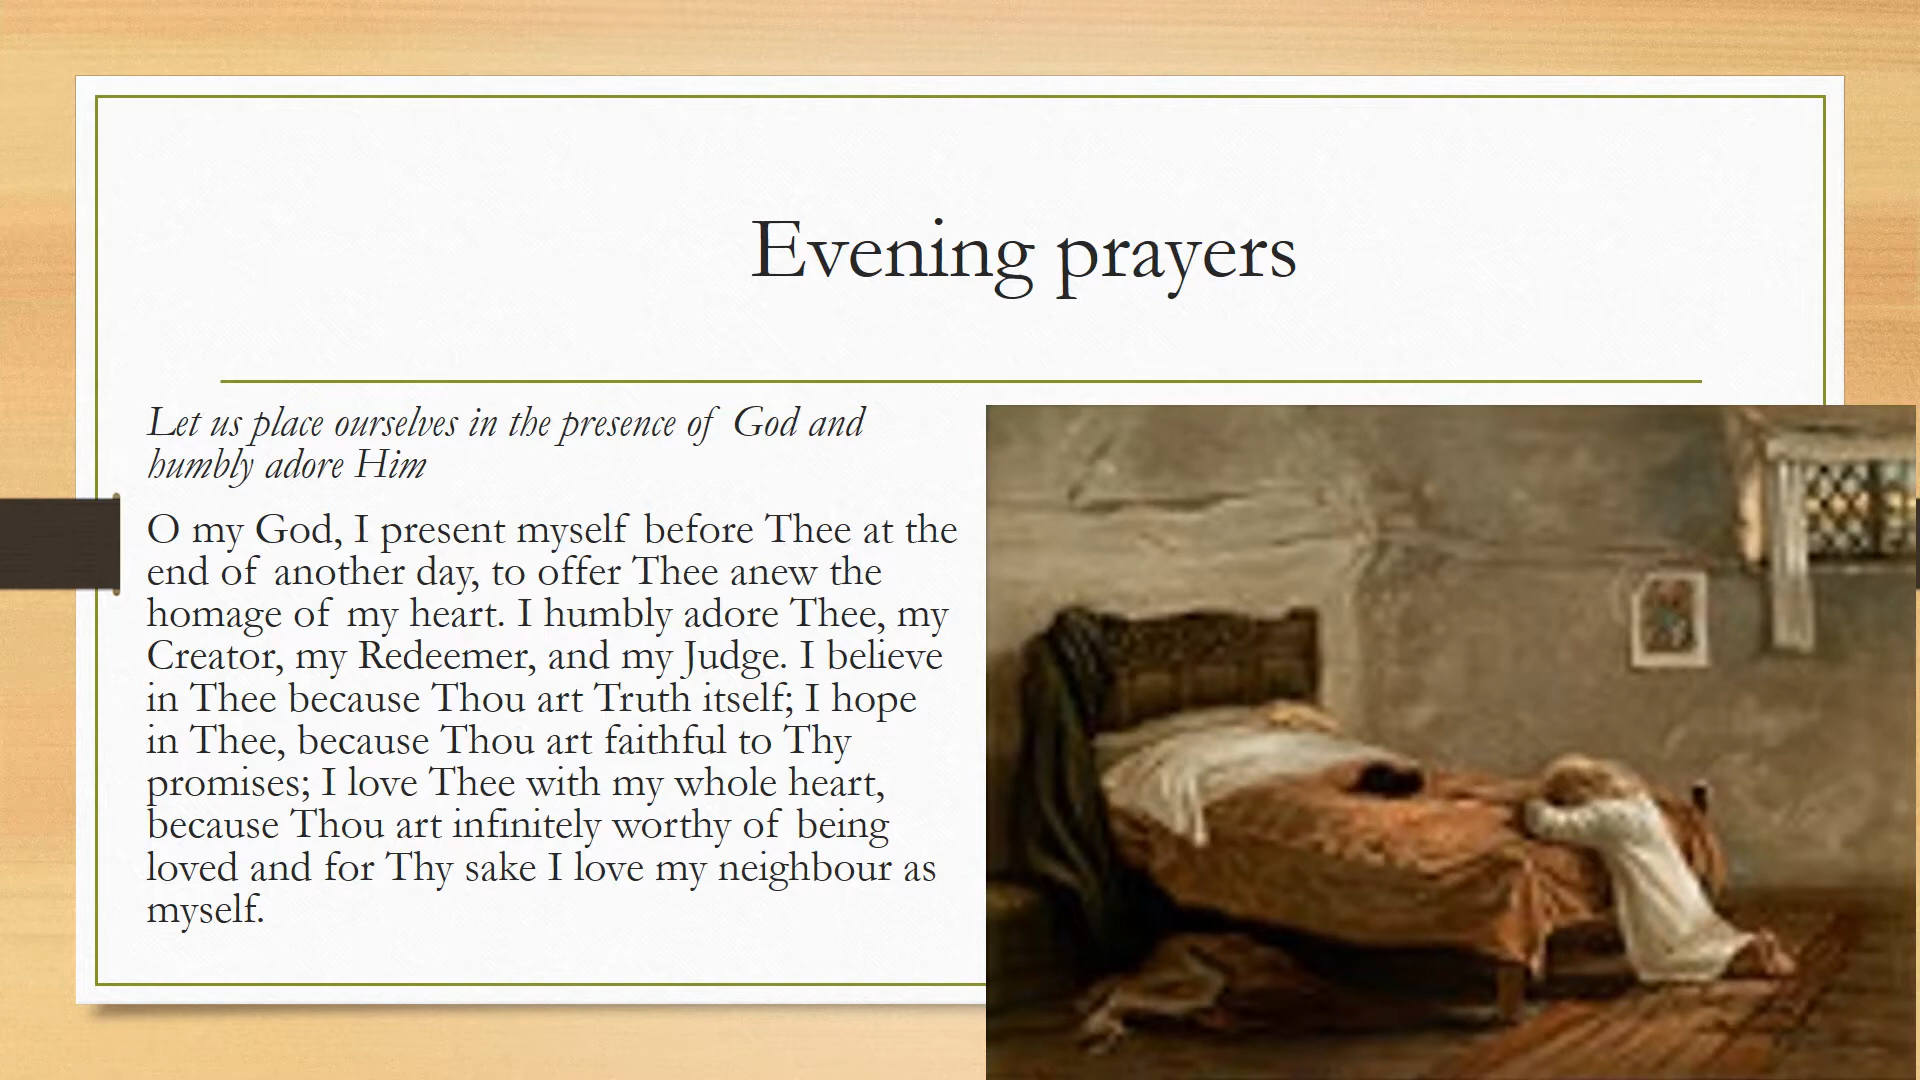 Evening prayers
Let us place ourselves in the presence of God and
humbly adore Him
O my God, I present myself before Thee at the
end of another day, to offer Thee anew the
homage of my heart. I humbly adore Thee, my
Creator, my Redeemer, and my Judge. I believe
in Thee because Thou art Truth itself; I hope
in Thee, because Thou art faithful to Thy
promises; I love Thee with my whole heart,
because Thou art infinitely worthy of being
loved and for Thy sake I love my neighbour as
myself.